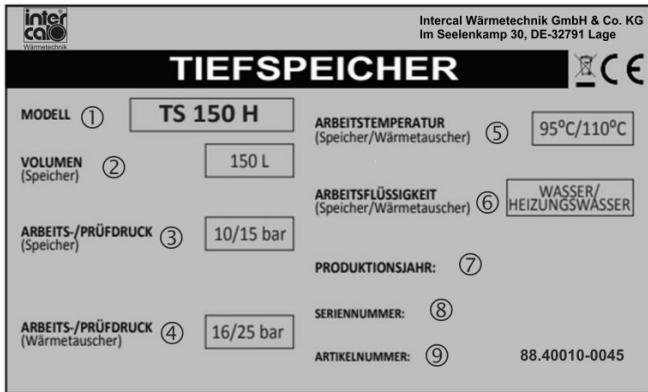 inter
cal
Wärmetechnik
Intercal Wärmetechnik GmbH & Co. KG
Im Seelenkamp 30, DE-32791 Lage
TIEFSPEICHER
CE
MODELL ① TS 150 H
VOLUMEN ② 150 L
(Speicher)
ARBEITS-/PRÜFDRUCK ③ 10/15 bar
(Speicher)
ARBEITS-/PRÜFDRUCK ④ 16/25 bar
(Wärmetauscher)
ARBEITSTEMPERATUR ⑤ 95⁰C/110⁰C
(Speicher/Wärmetauscher)
ARBEITSFLÜSSIGKEIT ⑥ WASSER/
(Speicher/Wärmetauscher) HEIZUNGSWASSER
PRODUKTIONSJAHR: ⑦
SERIENNUMMER: ⑧
ARTIKELNUMMER: ⑨ 88.40010-0045